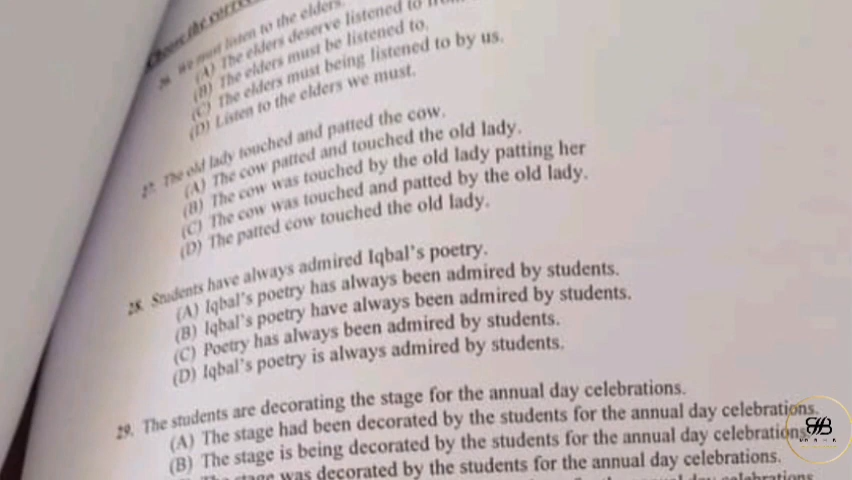 Choose the correct
26. We must listen to the elders.
(A) The elders deserve listened to from
(B) The elders must be listened to.
(C) The elders must being listened to by us.
(D) Listen to the elders we must.
27. The old lady touched and patted the cow.
(A) The cow patted and touched the old lady.
(B) The cow was touched by the old lady patting her
(C) The cow was touched and patted by the old lady.
(D) The patted cow touched the old lady.
28. Students have always admired Iqbal's poetry.
(A) Iqbal's poetry has always been admired by students.
(B) Iqbal's poetry have always been admired by students.
(C) Poetry has always been admired by students.
(D) Iqbal's poetry is always admired by students.
29. The students are decorating the stage for the annual day celebrations.
(A) The stage had been decorated by the students for the annual day celebrations.
(B) The stage is being decorated by the students for the annual day celebrations.
stage was decorated by the students for the annual day celebrations.